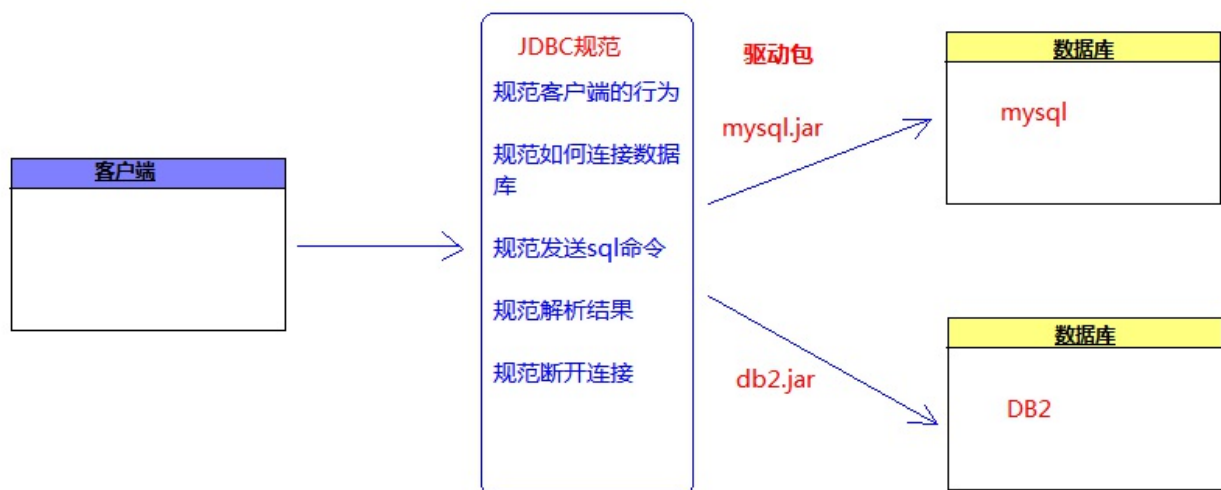 客户端
JDBC规范
规范客户端的行为
规范如何连接数据
库
规范发送sql命令
规范解析结果
规范断开连接
驱动包
mysql.jar
db2.jar
数据库
mysql
数据库
DB2